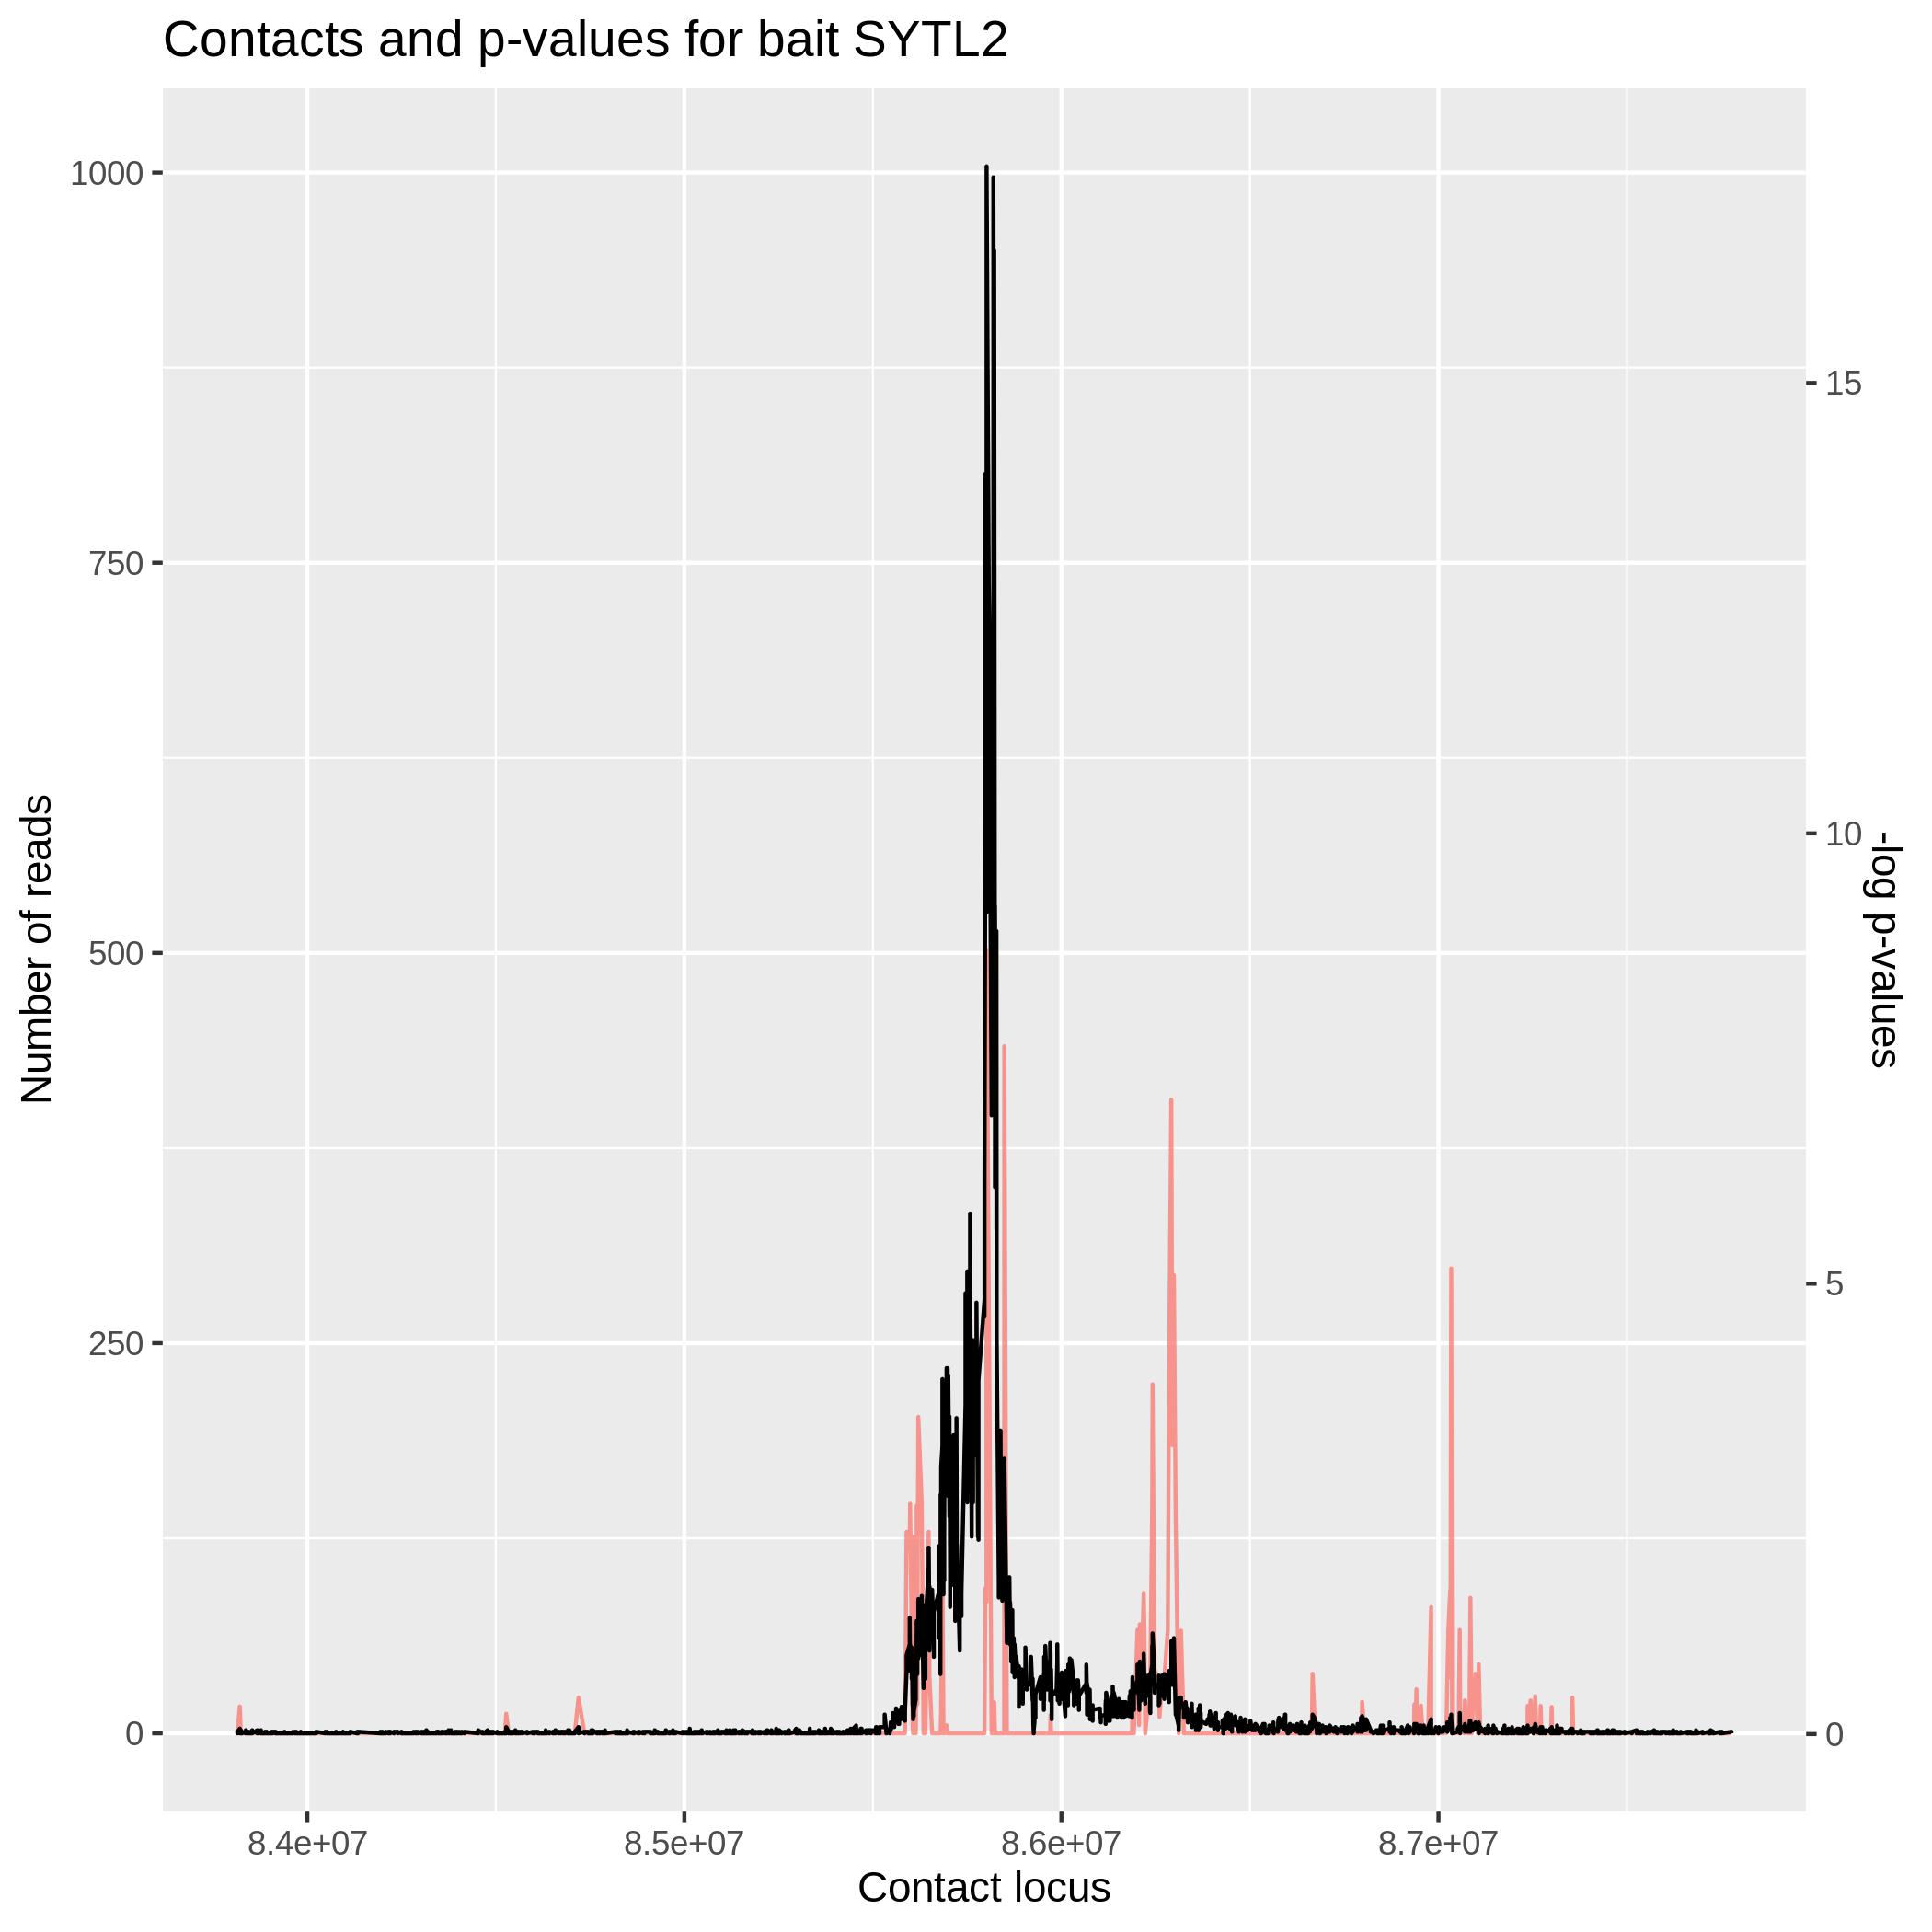 Contacts and p-values for bait SYTL2
1000
750
500
250
0
Number of reads
15
10
5
0
-log p-values
8.4e+07
8.5e+07
8.6e+07
8.7e+07
Contact locus